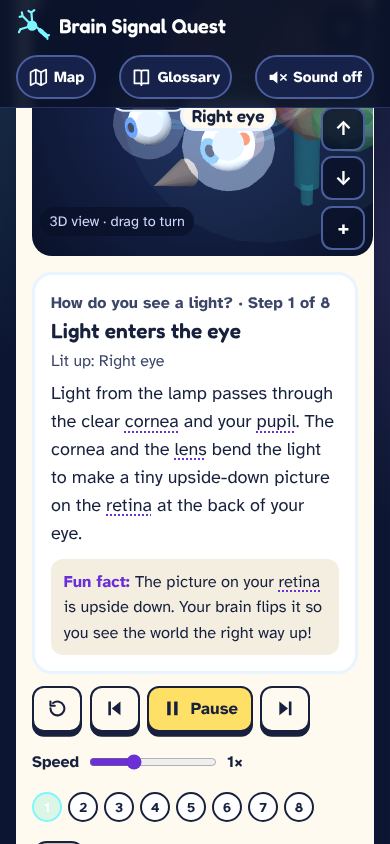 Brain Signal Quest
Map
Glossary
Sound off
Right eye
3D view · drag to turn
+
How do you see a light? · Step 1 of 8
Light enters the eye
Lit up: Right eye
Light from the lamp passes through
the clear cornea and your pupil. The
cornea and the lens bend the light
to make a tiny upside-down picture
on the retina at the back of your
eye.
Fun fact: The picture on your retina
is upside down. Your brain flips it so
you see the world the right way up!
Pause
Speed 1×
1 2 3 4 5 6 7 8